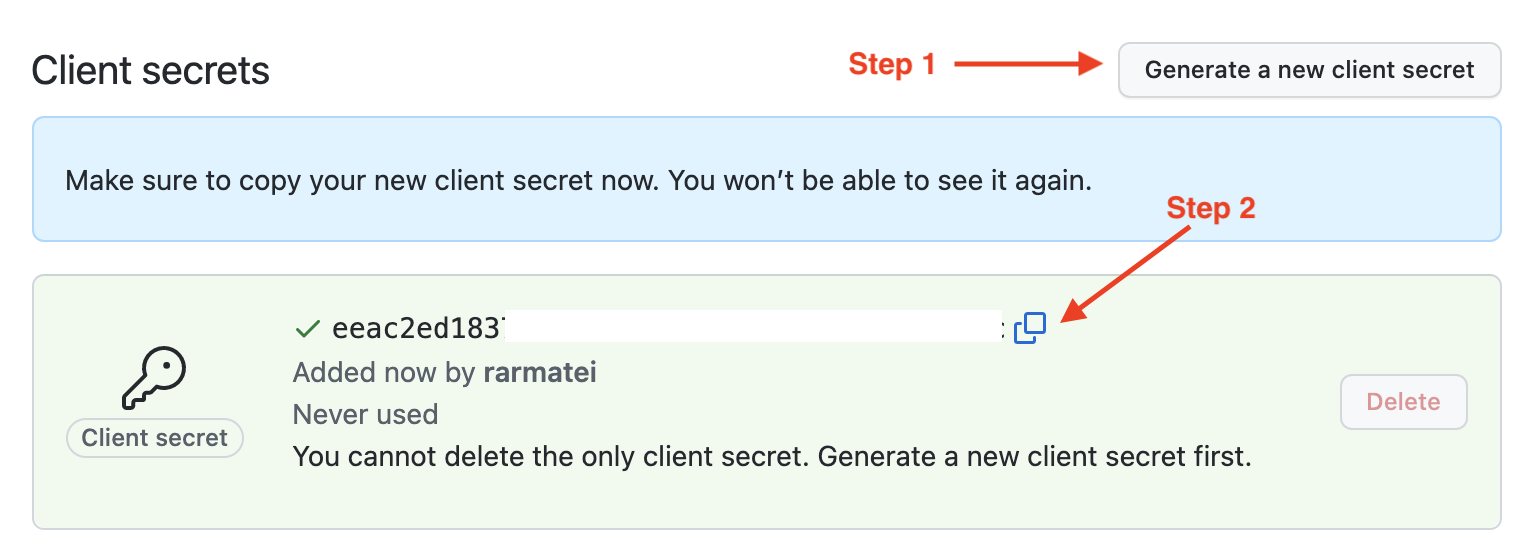 Client secrets
Step 1
Generate a new client secret
Make sure to copy your new client secret now. You won't be able to see it again.
Step 2
eeac2ed183
Added now by rarmatei
Never used
Client secret
Delete
You cannot delete the only client secret. Generate a new client secret first.